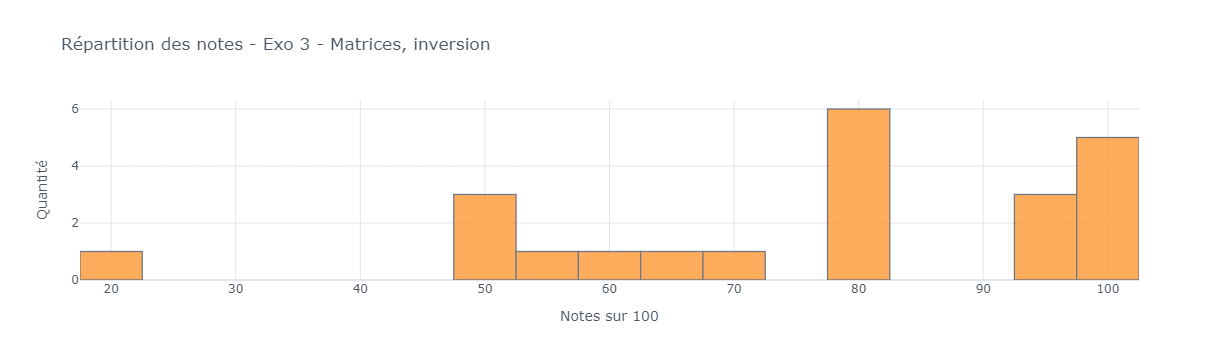 Répartition des notes - Exo 3 - Matrices, inversion
6
4
2
0
Quantité
20 30 40 50 60 70 80 90 100
Notes sur 100